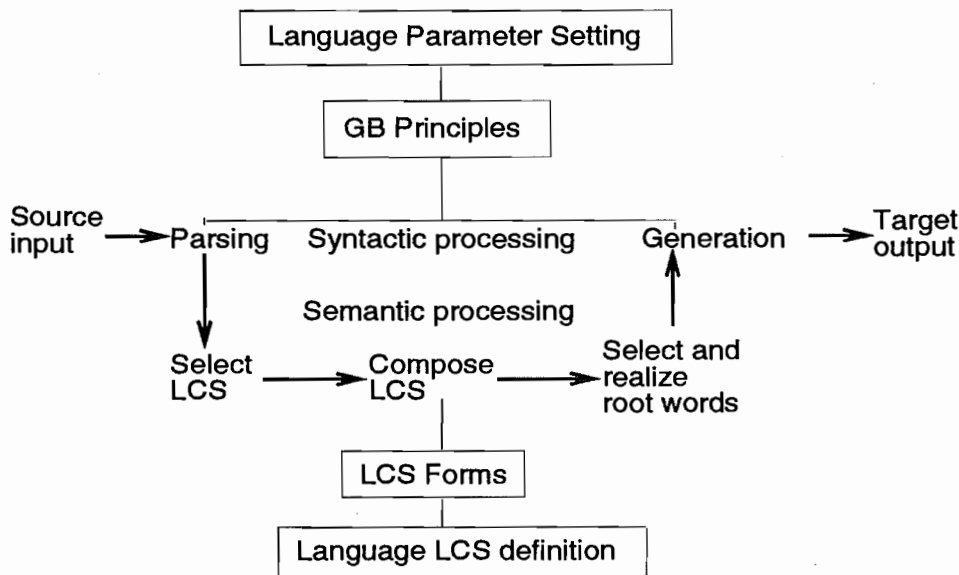 Language Parameter Setting
GB Principles
Source
input
Parsing
Syntactic processing
Generation
Target
output
Semantic processing
Select
LCS
Compose
LCS
Select and
realize
root words
LCS Forms
Language LCS definition